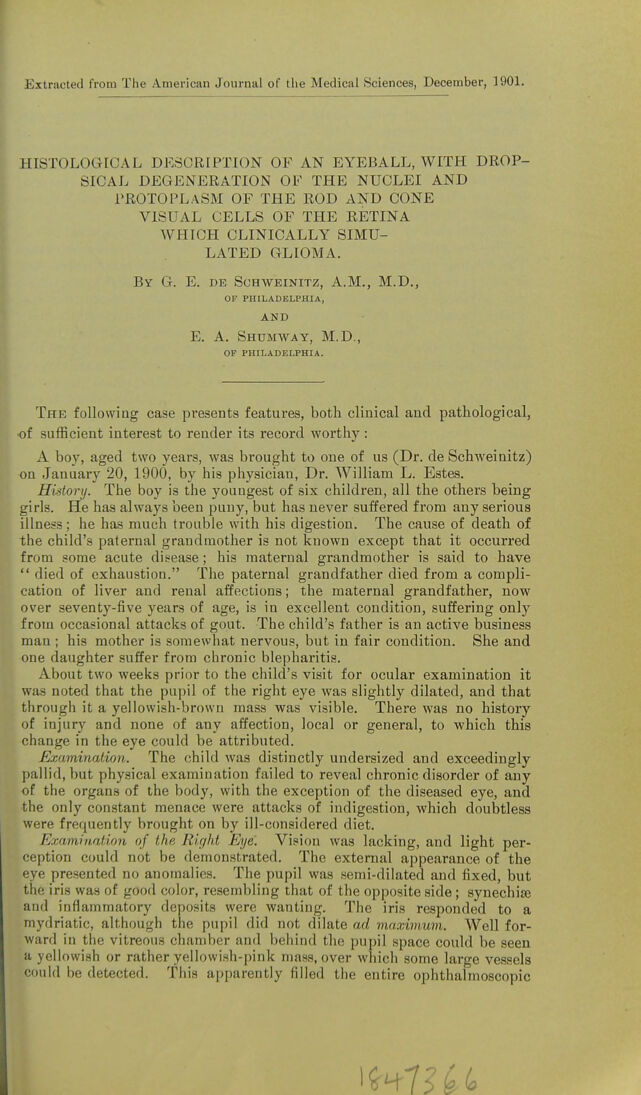 Extracted from The American Journal of the Medical Sciences, December, 1901.
HISTOLOGICAL DESCRIPTION OF AN EYEBALL, WITH DROP-
SICAL DEGENERATION OF THE NUCLEI AND
PROTOPLASM OF THE ROD AND CONE
VISUAL CELLS OF THE RETINA
WHICH CLINICALLY SIMU-
LATED GLIOMA.
By G. E. de Schweinitz, A.M., M.D.,
OF PHILADELPHIA,
AND
E. A. Shumway, M.D.,
OF PHILADELPHIA.
The following case presents features, both clinical and pathological,
of sufficient interest to render its record worthy:
A boy, aged two years, was brought to one of us (Dr. de Schweinitz)
on January 20, 1900, by his physician, Dr. William L. Estes.
History. The boy is the youngest of six children, all the others being
girls. He has always been puny, but has never suffered from any serious
illness; he has much trouble with his digestion. The cause of death of
the child's paternal grandmother is not known except that it occurred
from some acute disease; his maternal grandmother is said to have
"died of exhaustion." The paternal grandfather died from a compli-
cation of liver and renal affections; the maternal grandfather, now
over seventy-five years of age, is in excellent condition, suffering only
from occasional attacks of gout. The child's father is an active business
man; his mother is somewhat nervous, but in fair condition. She and
one daughter suffer from chronic blepharitis.
About two weeks prior to the child's visit for ocular examination it
was noted that the pupil of the right eye was slightly dilated, and that
through it a yellowish-brown mass was visible. There was no history
of injury and none of any affection, local or general, to which this
change in the eye could be attributed.
Examination. The child was distinctly undersized and exceedingly
pallid, but physical examination failed to reveal chronic disorder of any
of the organs of the body, with the exception of the diseased eye, and
the only constant menace were attacks of indigestion, which doubtless
were frequently brought on by ill-considered diet.
Examination of the Right Eye. Vision was lacking, and light per-
ception could not be demonstrated. The external appearance of the
eye presented no anomalies. The pupil was semi-dilated and fixed, but
the iris was of good color, resembling that of the opposite side; synechiæ
and inflammatory deposits were wanting. The iris responded to a
mydriatic, although the pupil did not dilate ad maximum. Well for-
ward in the vitreous chamber and behind the pupil space could be seen
a yellowish or rather yellowish-pink mass, over which some large vessels
could be detected. This apparently filled the entire ophthalmoscopic
1847366